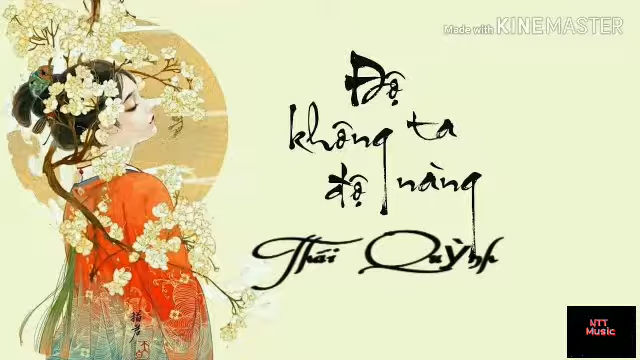 Made with KINEMASTER
Độ
không ta
độ nàng
Thái Quỳnh
NTT
Music